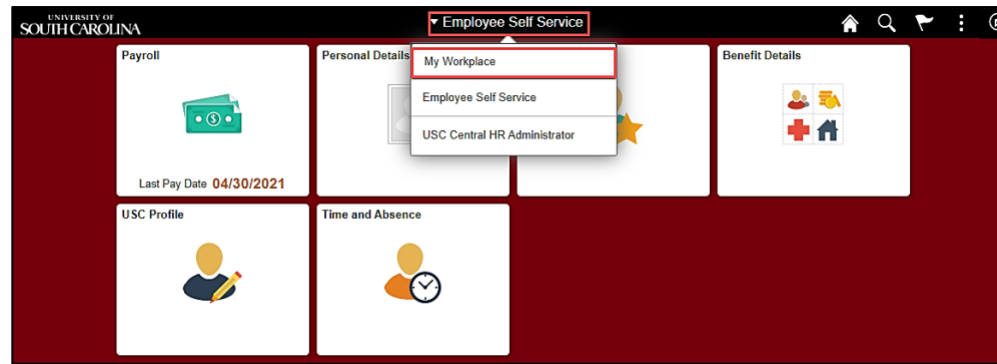 UNIVERSITY OF
SOUTH CAROLINA
Employee Self Service
Payroll
Last Pay Date 04/30/2021
Personal Details
My Workplace
Employee Self Service
USC Central HR Administrator
Benefit Details
USC Profile
Time and Absence